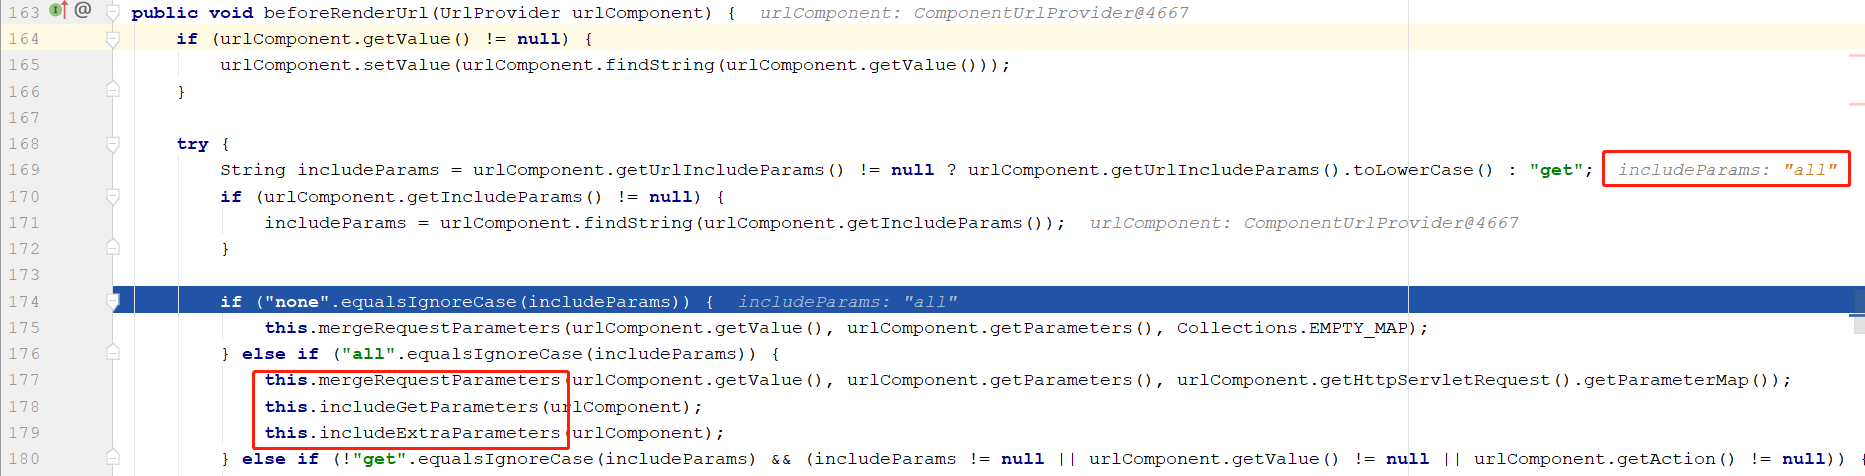 163 @ public void beforeRenderUrl(UrlProvider urlComponent) { urlComponent: ComponentUrlProvider@4667
164 if (urlComponent.getValue() != null) {
165 urlComponent.setValue(urlComponent.findString(urlComponent.getValue()));
166 }
167
168 try {
169 String includeParams = urlComponent.getUrlIncludeParams() != null ? urlComponent.getUrlIncludeParams().toLowerCase() : "get"; includeParams: "all"
170 if (urlComponent.getIncludeParams() != null) {
171 includeParams = urlComponent.findString(urlComponent.getIncludeParams()); urlComponent: ComponentUrlProvider@4667
172 }
173
174 if ("none".equalsIgnoreCase(includeParams)) { includeParams: "all"
175 this.mergeRequestParameters(urlComponent.getValue(), urlComponent.getParameters(), Collections.EMPTY_MAP);
176 } else if ("all".equalsIgnoreCase(includeParams)) {
177 this.mergeRequestParameters(urlComponent.getValue(), urlComponent.getParameters(), urlComponent.getHttpServletRequest().getParameterMap());
178 this.includeGetParameters(urlComponent);
179 this.includeExtraParameters(urlComponent);
180 } else if (!"get".equalsIgnoreCase(includeParams) && (includeParams != null || urlComponent.getValue() != null || urlComponent.getAction() != null)) {